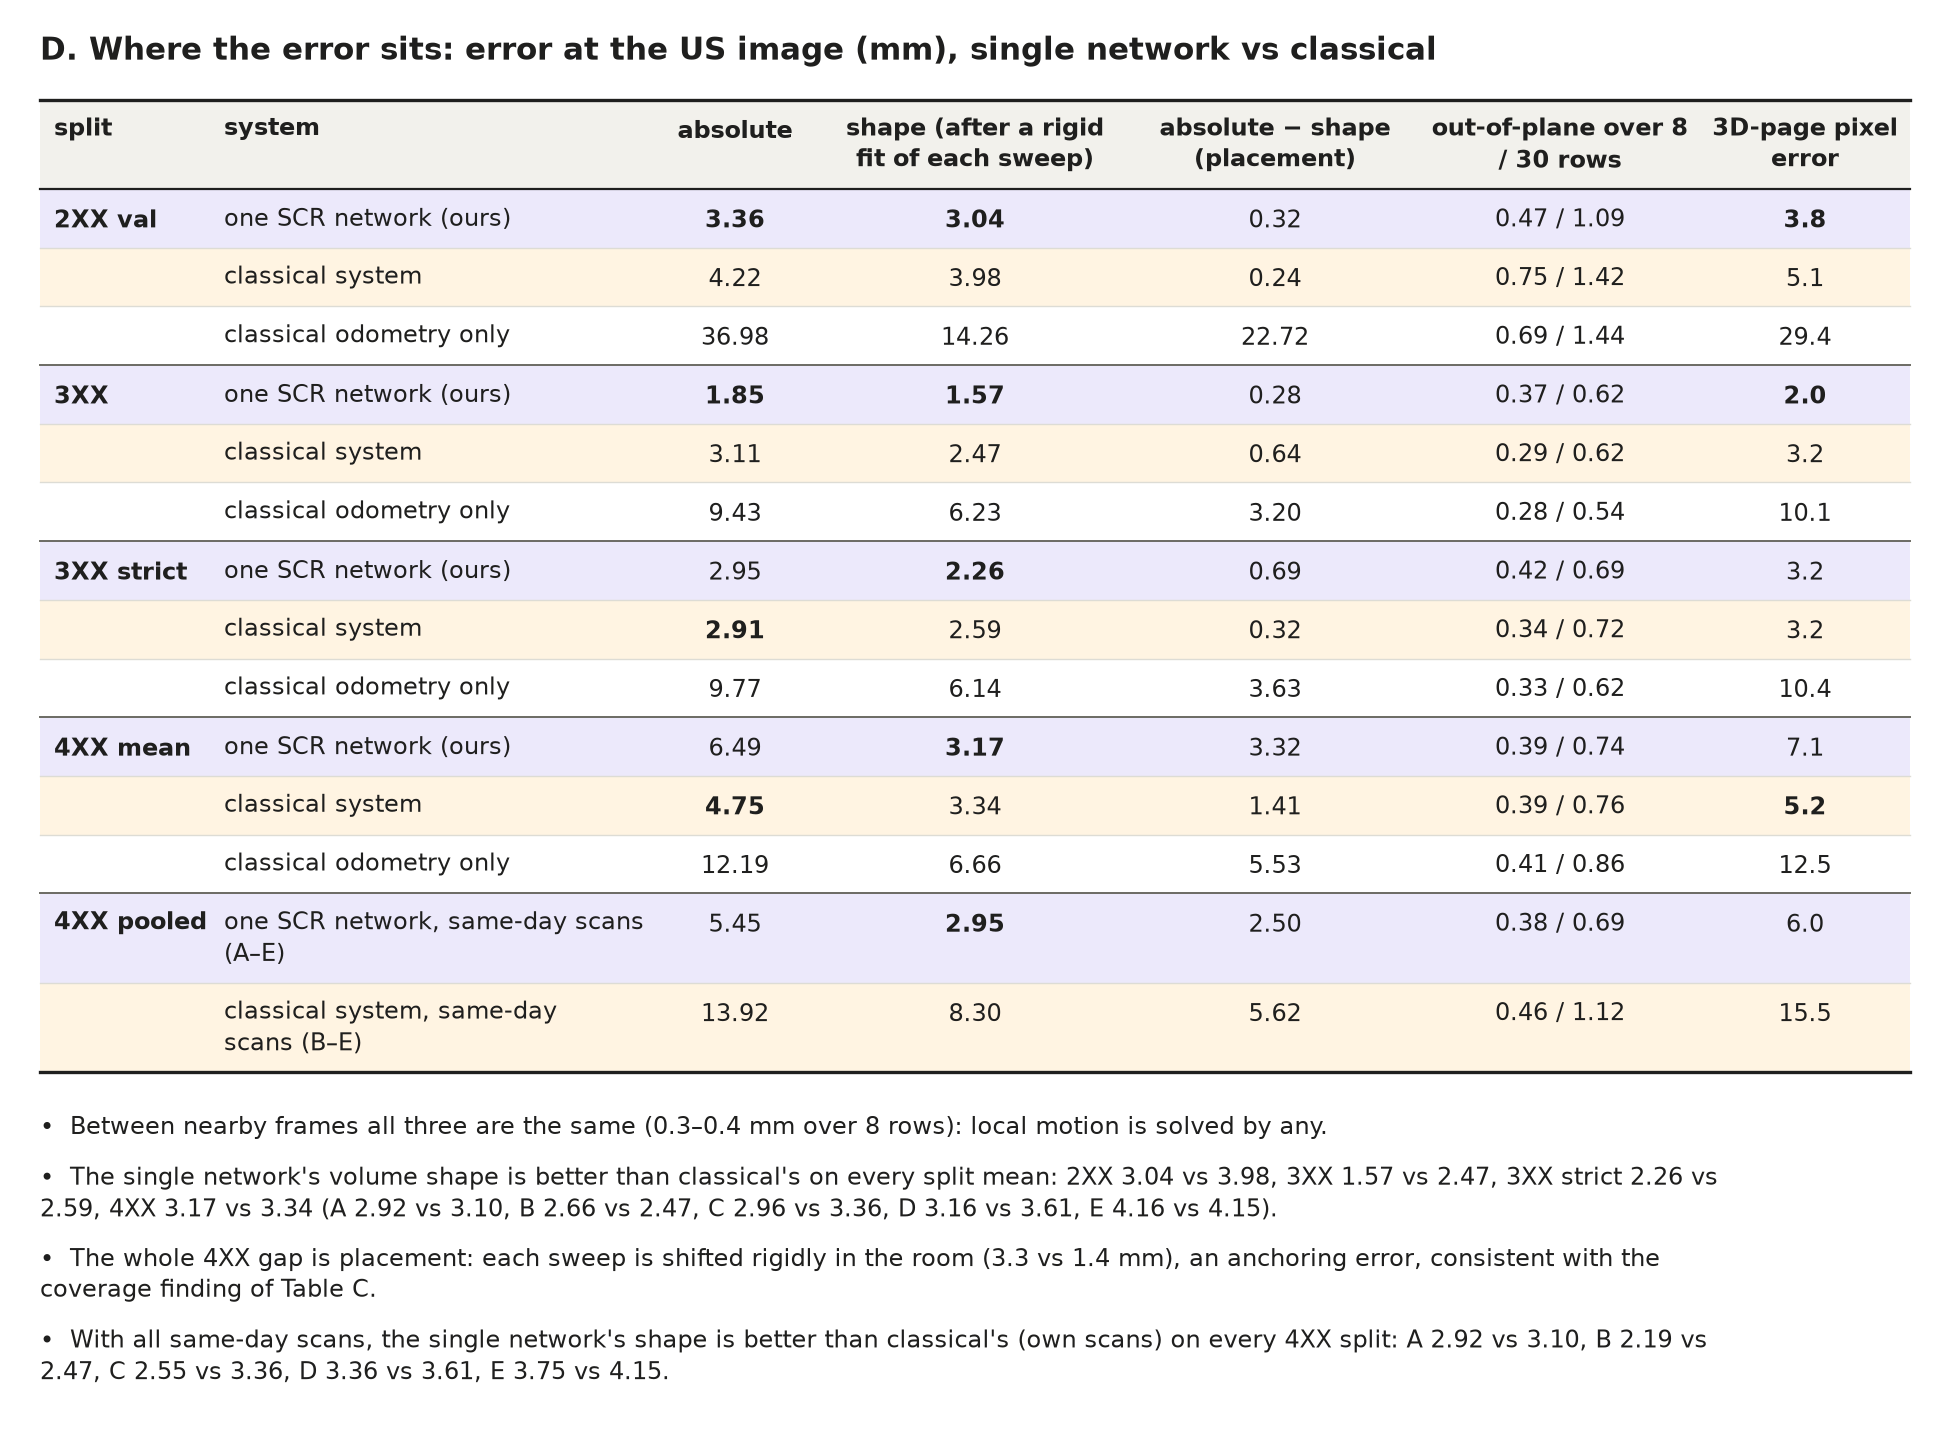 D. Where the error sits: error at the US image (mm), single network vs classical
split system absolute shape (after a rigid fit of each sweep) absolute − shape (placement) out-of-plane over 8 / 30 rows 3D-page pixel error
2XX val one SCR network (ours) 3.36 3.04 0.32 0.47 / 1.09 3.8
classical system 4.22 3.98 0.24 0.75 / 1.42 5.1
classical odometry only 36.98 14.26 22.72 0.69 / 1.44 29.4
3XX one SCR network (ours) 1.85 1.57 0.28 0.37 / 0.62 2.0
classical system 3.11 2.47 0.64 0.29 / 0.62 3.2
classical odometry only 9.43 6.23 3.20 0.28 / 0.54 10.1
3XX strict one SCR network (ours) 2.95 2.26 0.69 0.42 / 0.69 3.2
classical system 2.91 2.59 0.32 0.34 / 0.72 3.2
classical odometry only 9.77 6.14 3.63 0.33 / 0.62 10.4
4XX mean one SCR network (ours) 6.49 3.17 3.32 0.39 / 0.74 7.1
classical system 4.75 3.34 1.41 0.39 / 0.76 5.2
classical odometry only 12.19 6.66 5.53 0.41 / 0.86 12.5
4XX pooled one SCR network, same-day scans (A–E) 5.45 2.95 2.50 0.38 / 0.69 6.0
classical system, same-day scans (B–E) 13.92 8.30 5.62 0.46 / 1.12 15.5
• Between nearby frames all three are the same (0.3–0.4 mm over 8 rows): local motion is solved by any.
• The single network's volume shape is better than classical's on every split mean: 2XX 3.04 vs 3.98, 3XX 1.57 vs 2.47, 3XX strict 2.26 vs
2.59, 4XX 3.17 vs 3.34 (A 2.92 vs 3.10, B 2.66 vs 2.47, C 2.96 vs 3.36, D 3.16 vs 3.61, E 4.16 vs 4.15).
• The whole 4XX gap is placement: each sweep is shifted rigidly in the room (3.3 vs 1.4 mm), an anchoring error, consistent with the
coverage finding of Table C.
• With all same-day scans, the single network's shape is better than classical's (own scans) on every 4XX split: A 2.92 vs 3.10, B 2.19 vs
2.47, C 2.55 vs 3.36, D 3.36 vs 3.61, E 3.75 vs 4.15.